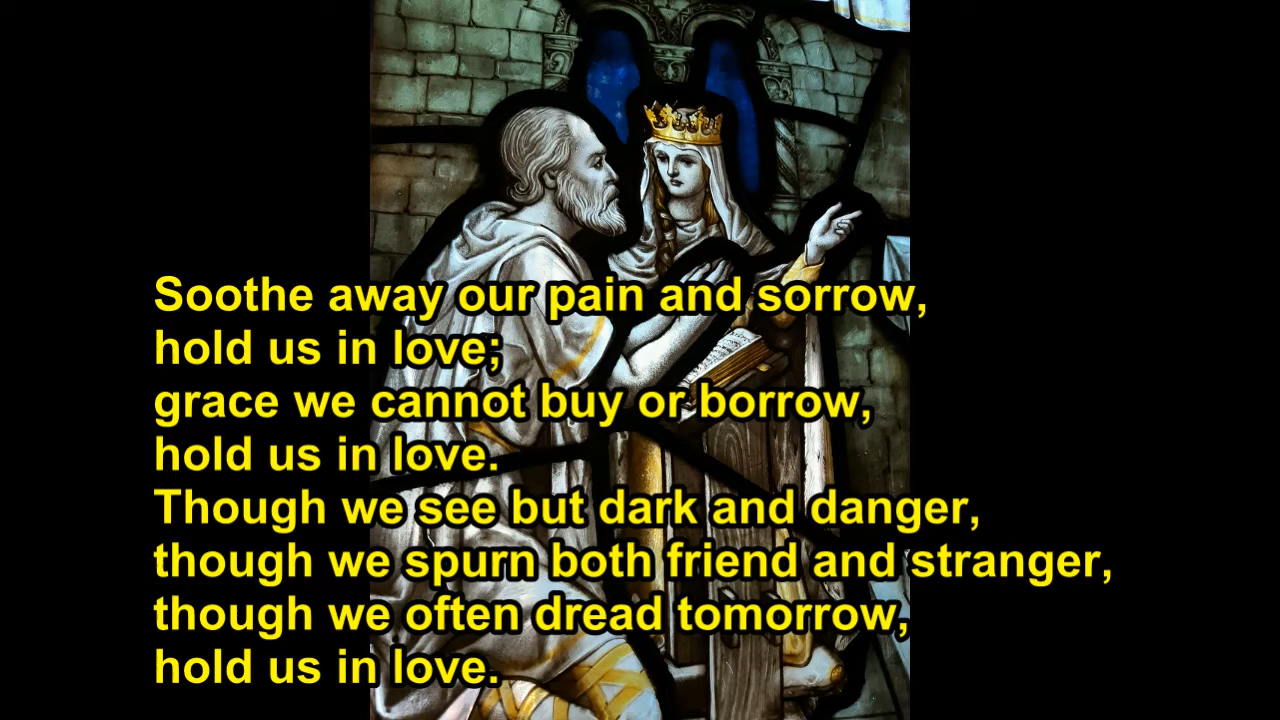 Soothe away our pain and sorrow,
hold us in love;
grace we cannot buy or borrow,
hold us in love.
Though we see but dark and danger,
though we spurn both friend and stranger,
though we often dread tomorrow,
hold us in love.